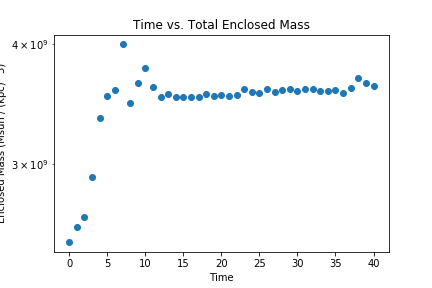 Time vs. Total Enclosed Mass
4 × 10⁹
3 × 10⁹
Enclosed Mass (Msun / (Kpc)^3)
0 5 10 15 20 25 30 35 40
Time